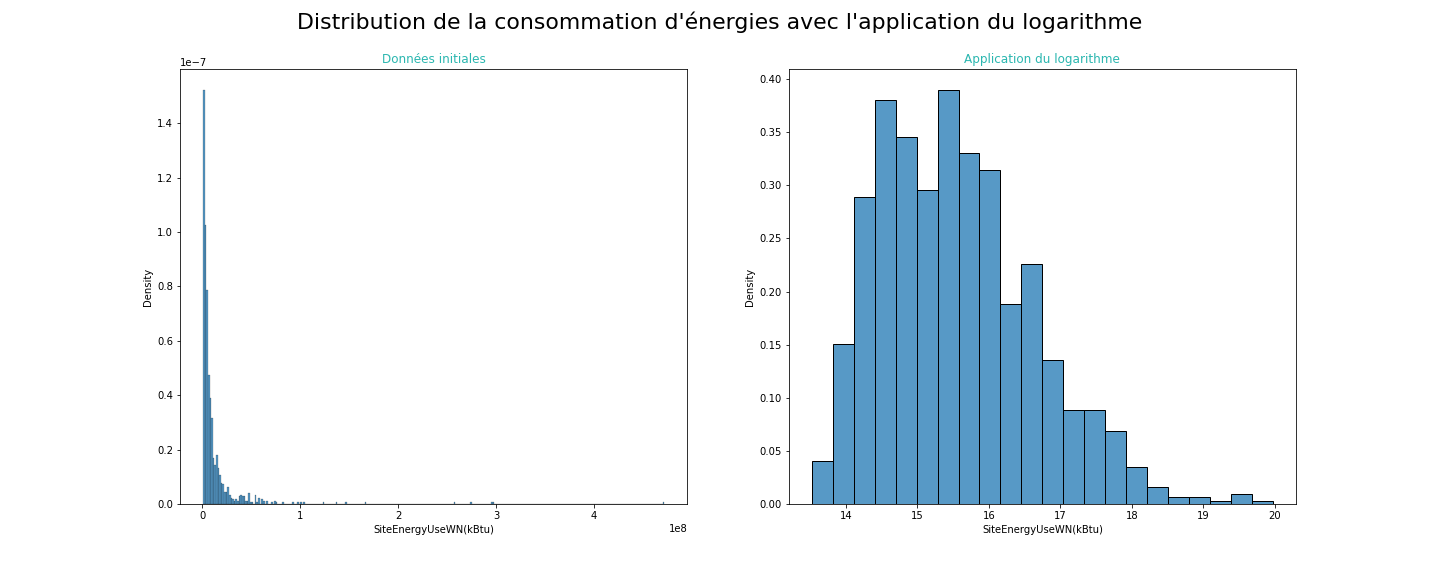 Distribution de la consommation d'énergies avec l'application du logarithme
Données initiales
1e−7
1.4
1.2
1.0
0.8
0.6
0.4
0.2
0.0
Density
0 1 2 3 4
1e8
SiteEnergyUseWN(kBtu)
Application du logarithme
0.40
0.35
0.30
0.25
0.20
0.15
0.10
0.05
0.00
Density
14 15 16 17 18 19 20
SiteEnergyUseWN(kBtu)